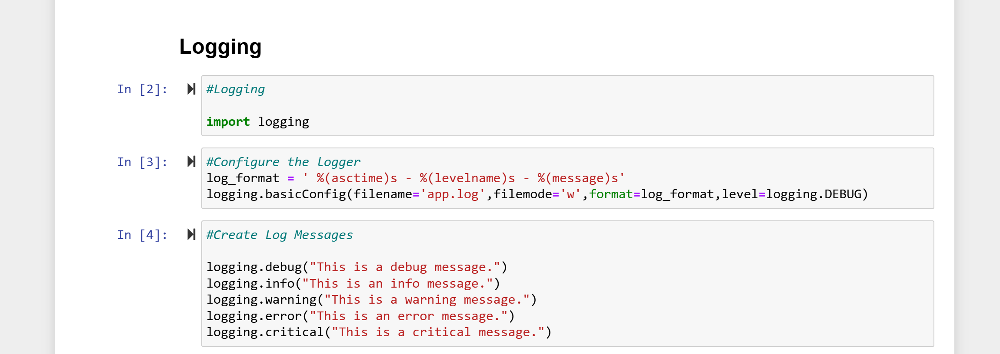 Logging
In [2]:
#Logging
import logging
In [3]:
#Configure the logger
log_format = ' %(asctime)s - %(levelname)s - %(message)s'
logging.basicConfig(filename='app.log',filemode='w',format=log_format,level=logging.DEBUG)
In [4]:
#Create Log Messages
logging.debug("This is a debug message.")
logging.info("This is an info message.")
logging.warning("This is a warning message.")
logging.error("This is an error message.")
logging.critical("This is a critical message.")